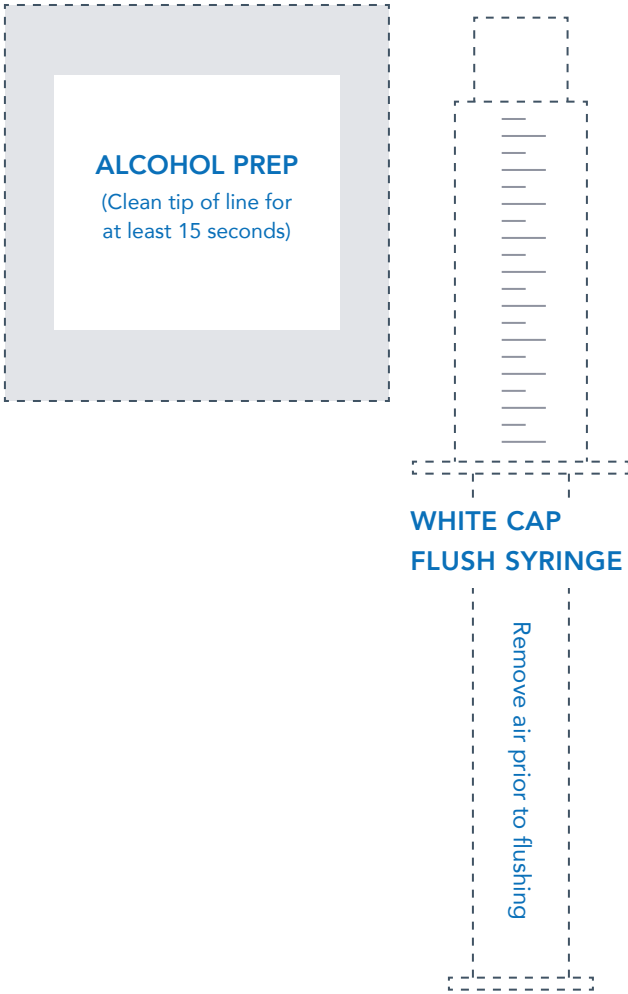 ALCOHOL PREP
(Clean tip of line for
at least 15 seconds)
WHITE CAP
FLUSH SYRINGE
Remove air prior to flushing